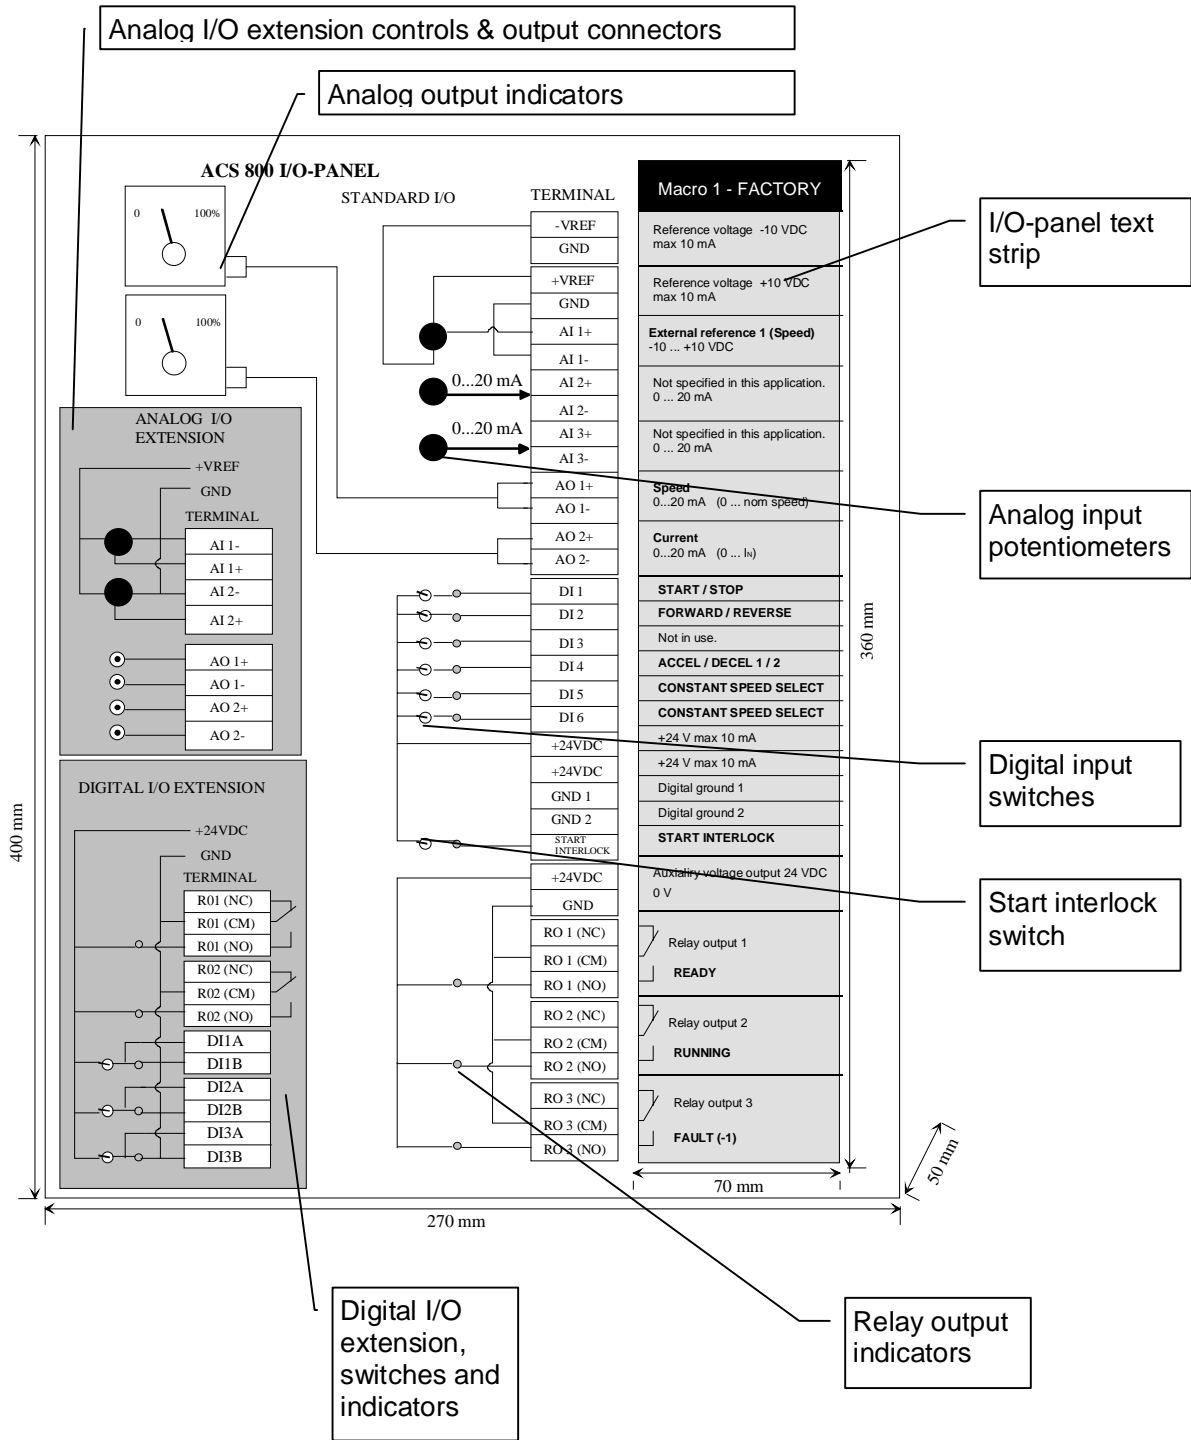 Analog I/O extension controls & output connectors
Analog output indicators
ACS 800 I/O-PANEL
STANDARD I/O
TERMINAL
Macro 1 - FACTORY
0
100%
0
100%
-VREF
GND
+VREF
GND
AI 1+
AI 1-
0...20 mA
AI 2+
AI 2-
0...20 mA
AI 3+
AI 3-
AO 1+
AO 1-
AO 2+
AO 2-
DI 1
DI 2
DI 3
DI 4
DI 5
DI 6
+24VDC
+24VDC
GND 1
GND 2
START
INTERLOCK
+24VDC
GND
RO 1 (NC)
RO 1 (CM)
RO 1 (NO)
RO 2 (NC)
RO 2 (CM)
RO 2 (NO)
RO 3 (NC)
RO 3 (CM)
RO 3 (NO)
Reference voltage -10 VDC
max 10 mA
Reference voltage +10 VDC
max 10 mA
External reference 1 (Speed)
-10 ... +10 VDC
Not specified in this application.
0 ... 20 mA
Not specified in this application.
0 ... 20 mA
Speed
0...20 mA (0 ... nom speed)
Current
0...20 mA (0 ... IN)
START / STOP
FORWARD / REVERSE
Not in use.
ACCEL / DECEL 1 / 2
CONSTANT SPEED SELECT
CONSTANT SPEED SELECT
+24 V max 10 mA
+24 V max 10 mA
Digital ground 1
Digital ground 2
START INTERLOCK
Auxialiry voltage output 24 VDC
0 V
Relay output 1
READY
Relay output 2
RUNNING
Relay output 3
FAULT (-1)
ANALOG I/O
EXTENSION
+VREF
GND
TERMINAL
AI 1-
AI 1+
AI 2-
AI 2+
AO 1+
AO 1-
AO 2+
AO 2-
DIGITAL I/O EXTENSION
+24VDC
GND
TERMINAL
R01 (NC)
R01 (CM)
R01 (NO)
R02 (NC)
R02 (CM)
R02 (NO)
DI1A
DI1B
DI2A
DI2B
DI3A
DI3B
400 mm
360 mm
70 mm
50 mm
270 mm
I/O-panel text
strip
Analog input
potentiometers
Digital input
switches
Start interlock
switch
Digital I/O
extension,
switches and
indicators
Relay output
indicators